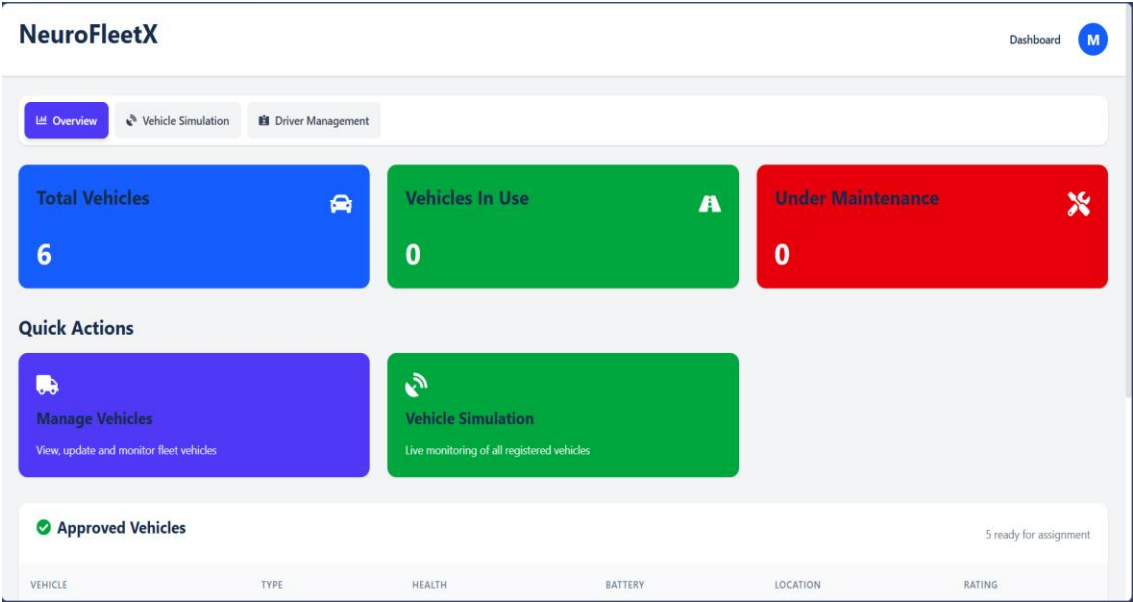 NeuroFleetX
Dashboard M
Overview Vehicle Simulation Driver Management
Total Vehicles
6
Vehicles In Use
0
Under Maintenance
0
Quick Actions
Manage Vehicles
View, update and monitor fleet vehicles
Vehicle Simulation
Live monitoring of all registered vehicles
Approved Vehicles
5 ready for assignment
VEHICLE TYPE HEALTH BATTERY LOCATION RATING